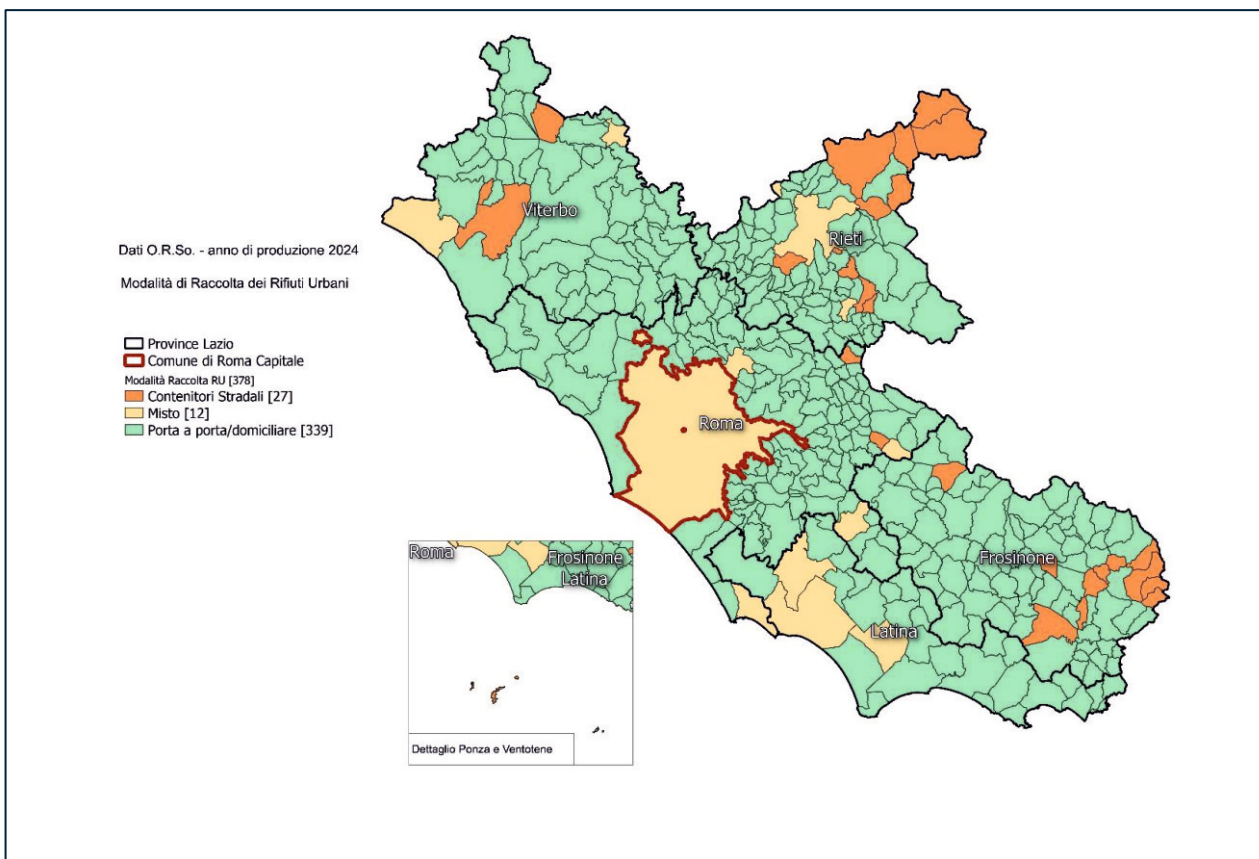 Viterbo
Rieti
Dati O.R.So. - anno di produzione 2024
Modalità di Raccolta dei Rifiuti Urbani
Province Lazio
Comune di Roma Capitale
Modalità Raccolta RU [378]
Contenitori Stradali [27]
Misto [12]
Porta a porta/domiciliare [339]
Roma
Frosinone
Latina
Roma
Frosinone
Latina
Dettaglio Ponza e Ventotene